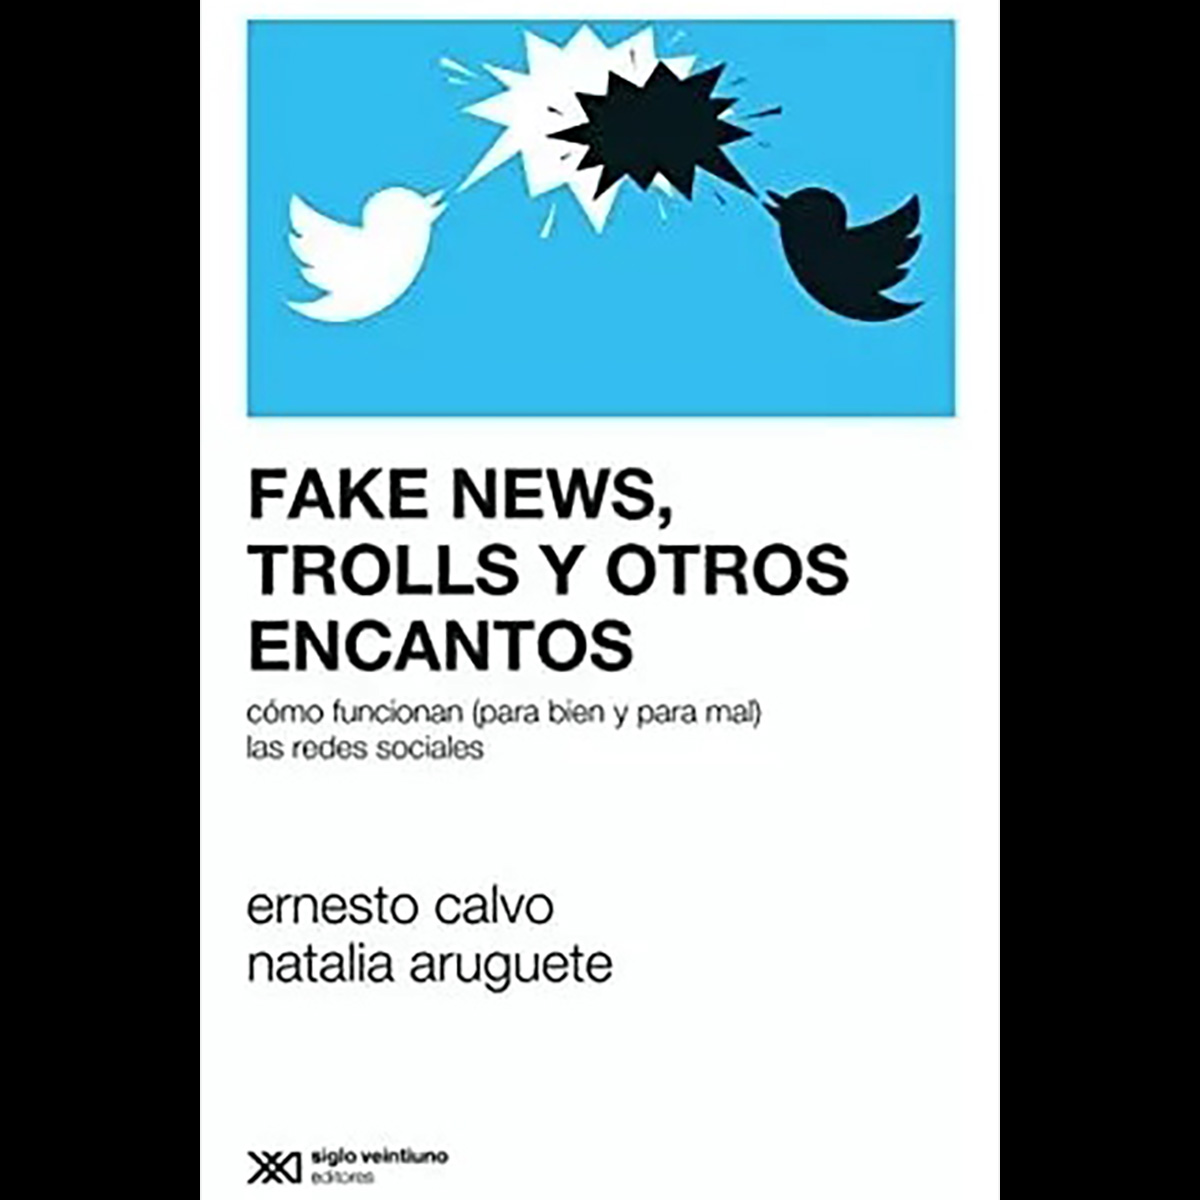 FAKE NEWS,
TROLLS Y OTROS
ENCANTOS
cómo funcionan (para bien y para mal)
las redes sociales
ernesto calvo
natalia aruguete
siglo veintiuno
editores